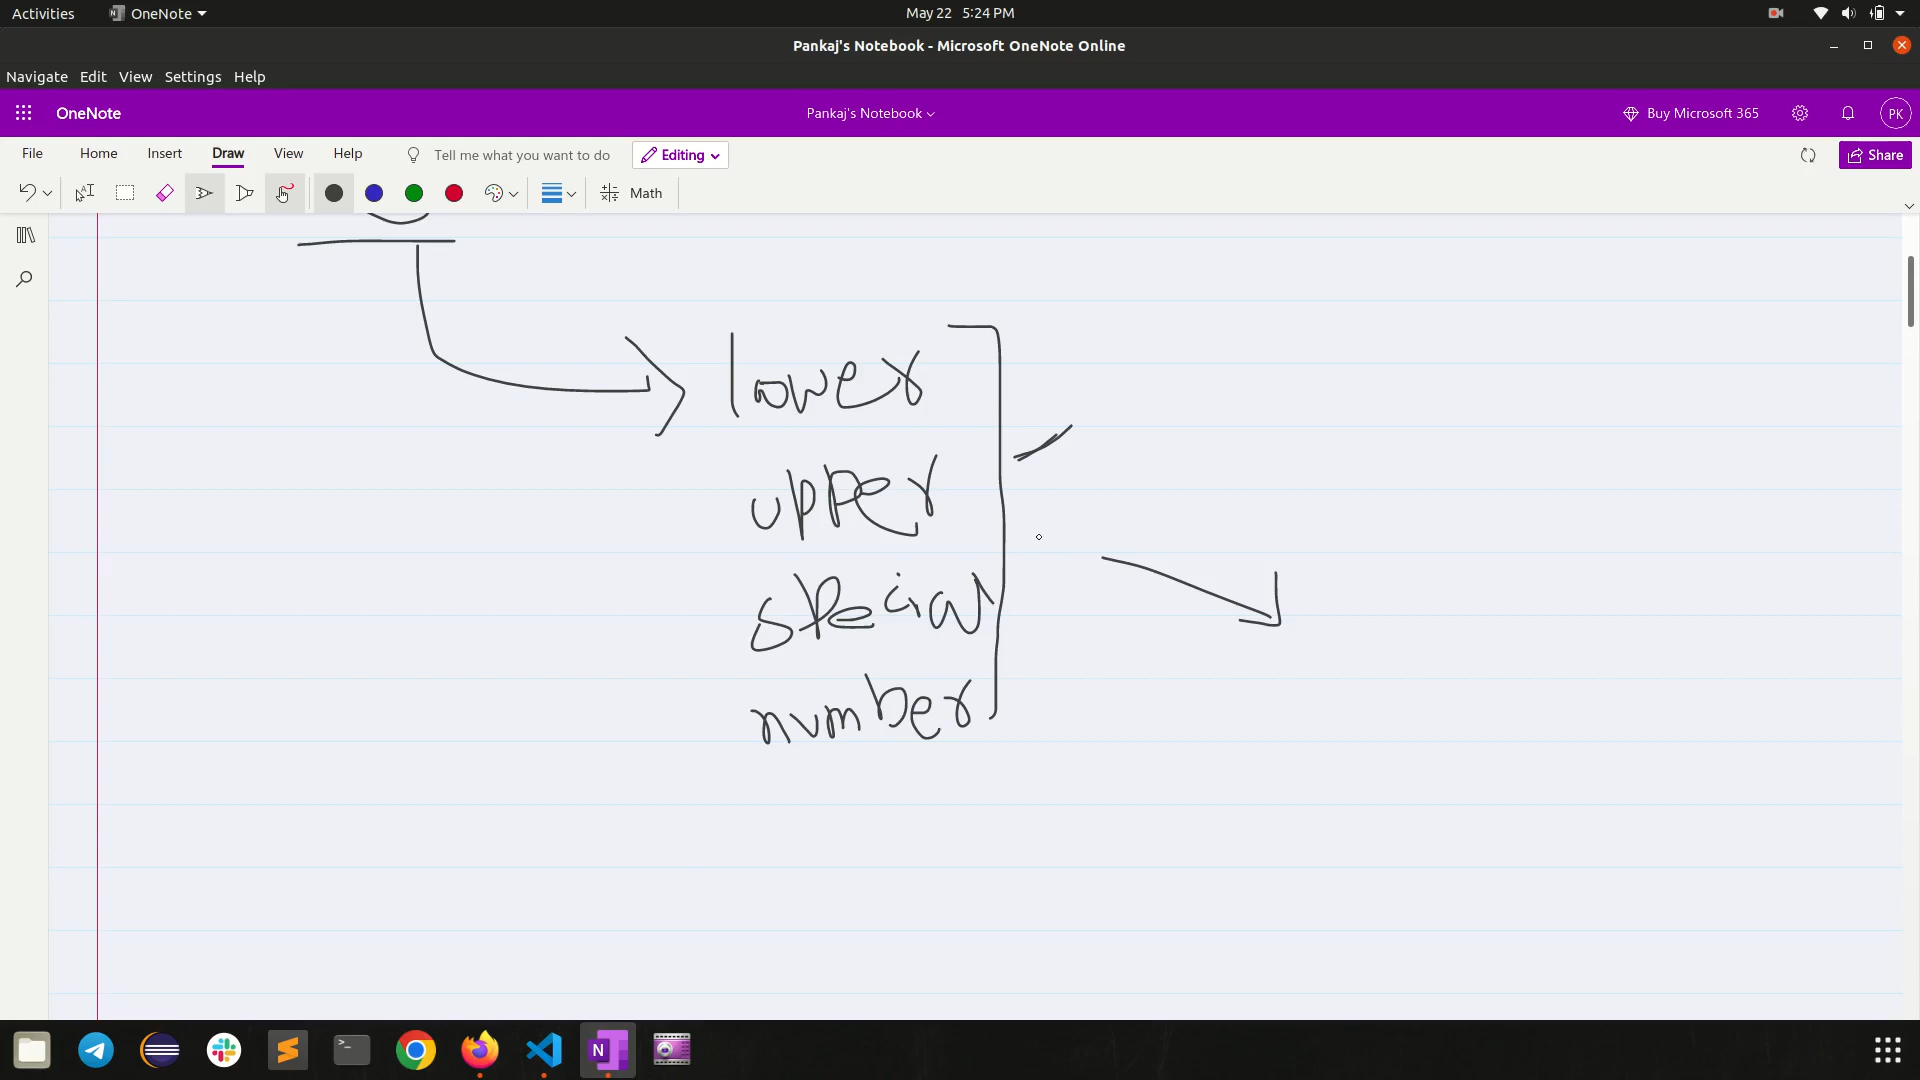 Activities OneNote May 22 5:24 PM
Pankaj's Notebook - Microsoft OneNote Online
Navigate Edit View Settings Help
OneNote Pankaj's Notebook Buy Microsoft 365 PK
File Home Insert Draw View Help Tell me what you want to do Editing Share
Math
lower
upper
special
number